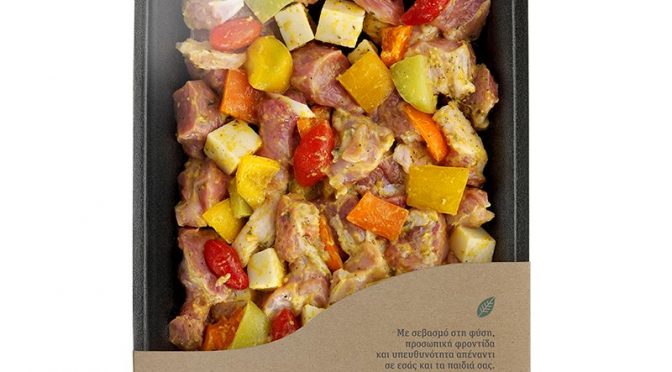 Με σεβασμό στη φύση,
προσωπική φροντίδα
και υπευθυνότητα απέναντι
σε εσάς και τα παιδιά σας.